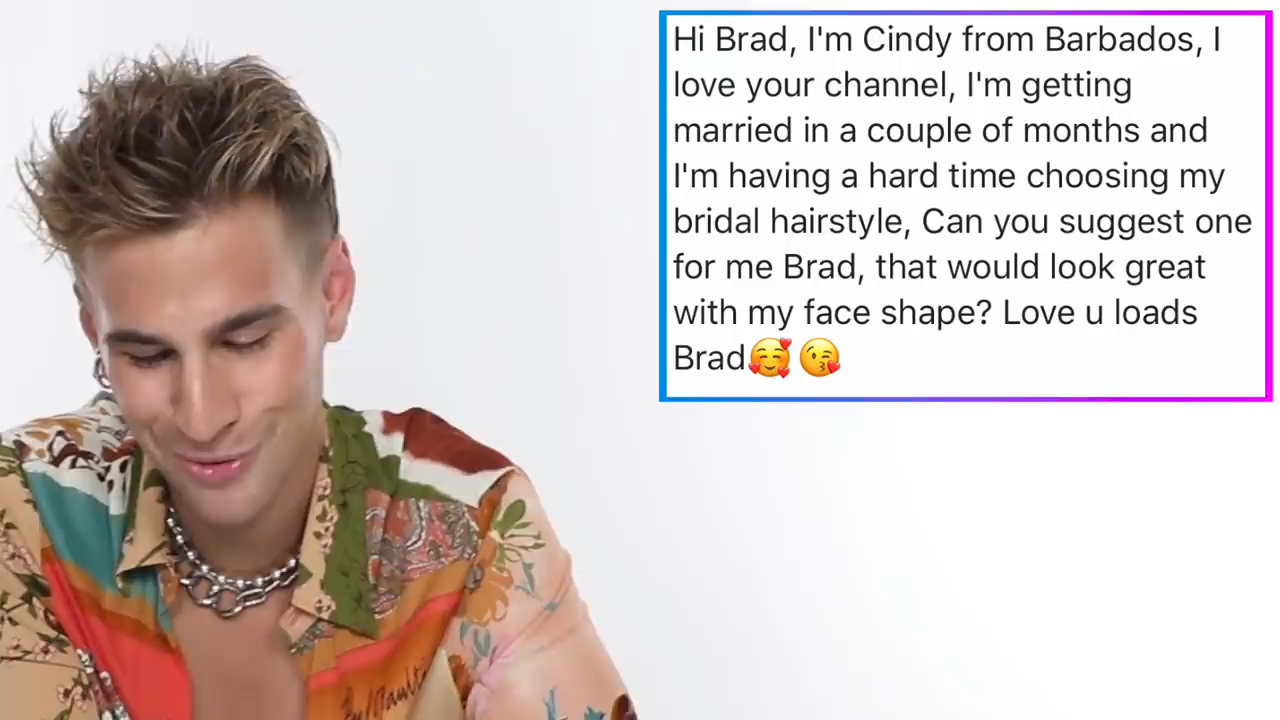 Hi Brad, I'm Cindy from Barbados, I
love your channel, I'm getting
married in a couple of months and
I'm having a hard time choosing my
bridal hairstyle, Can you suggest one
for me Brad, that would look great
with my face shape? Love u loads
Brad🥰 😘